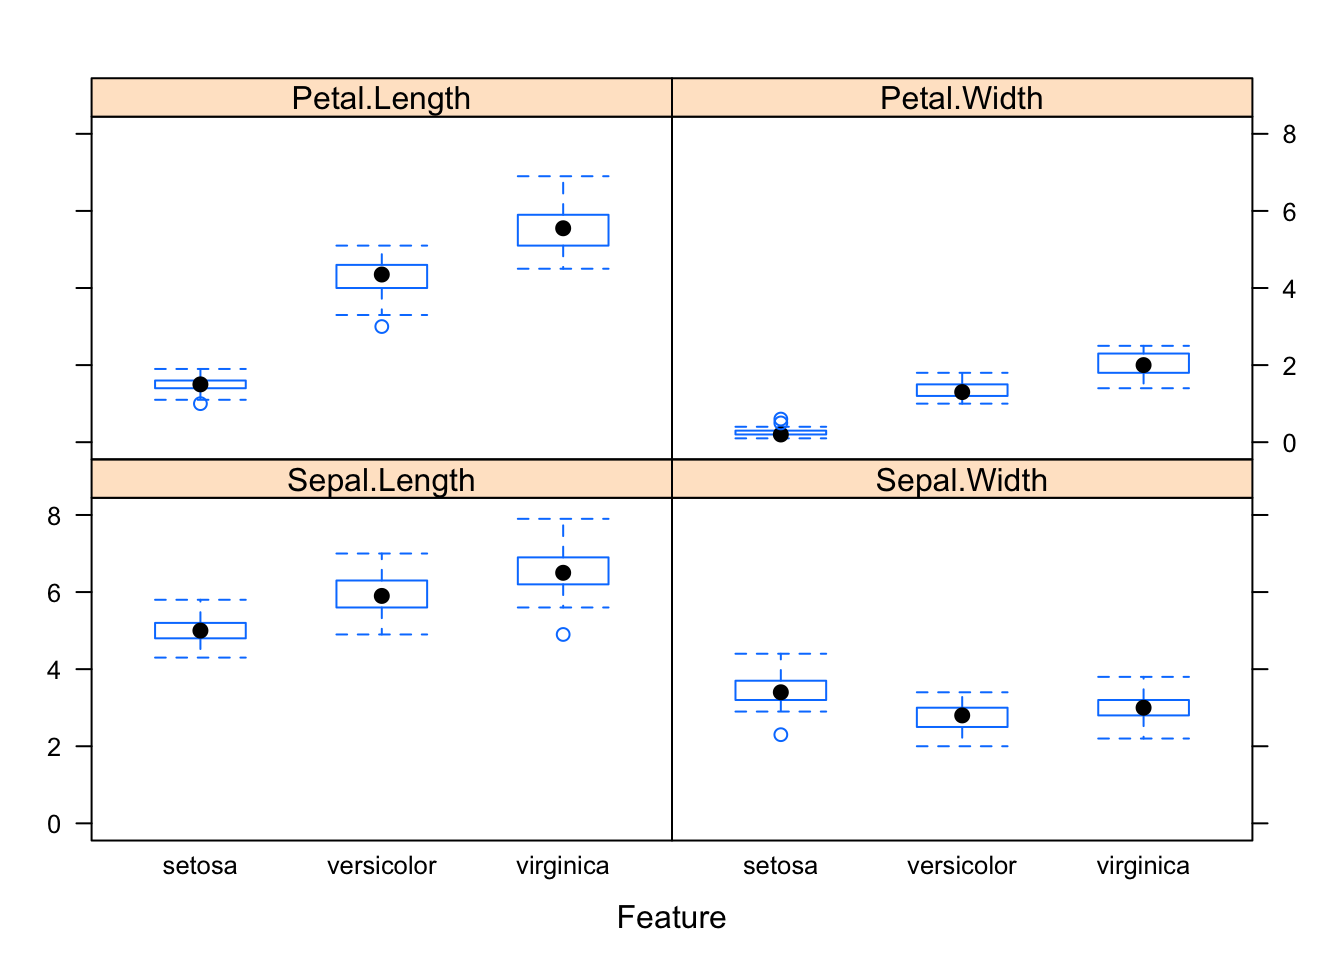 Petal.Length
Petal.Width
8
6
4
2
0
Sepal.Length
Sepal.Width
8
6
4
2
0
setosa versicolor virginica
setosa versicolor virginica
Feature